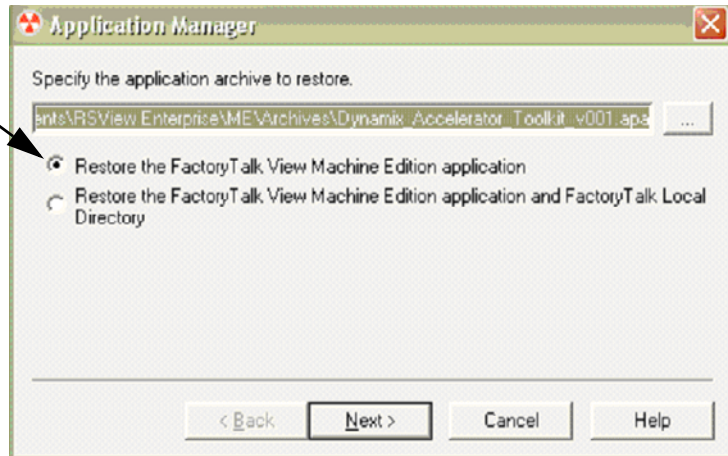 Application Manager
Specify the application archive to restore.
ents\RSView Enterprise\ME\Archives\Dynamix_Accelerator_Toolkit_v001.apa
...
Restore the FactoryTalk View Machine Edition application
Restore the FactoryTalk View Machine Edition application and FactoryTalk Local
Directory
< Back Next > Cancel Help